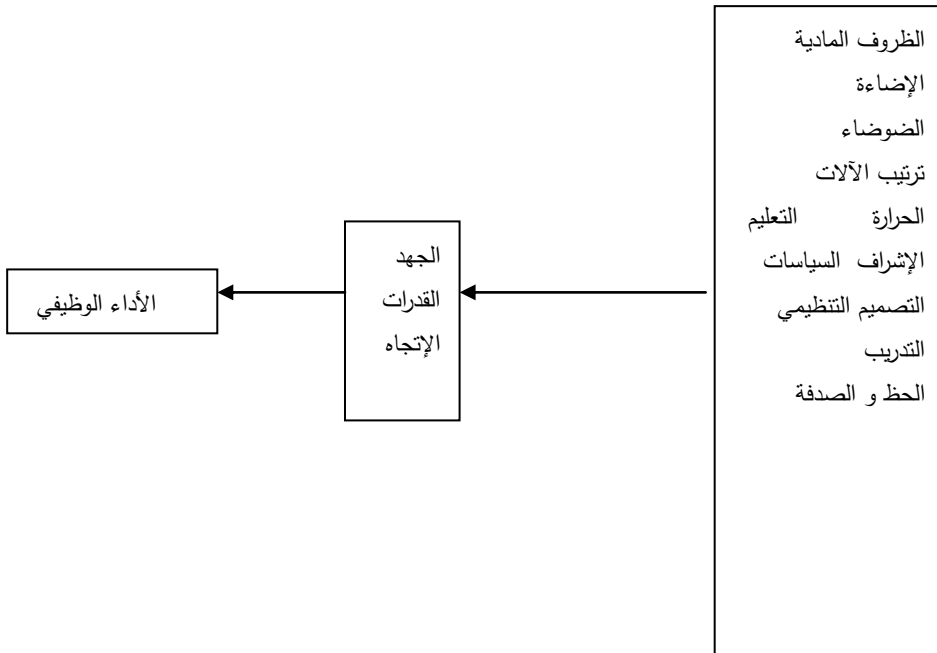 الظروف المادية
الإضاءة
الضوضاء
ترتيب الآلات
الحرارة التعليم
الإشراف السياسات
التصميم التنظيمي
التدريب
الحظ و الصدفة
الجهد
القدرات
الإتجاه
الأداء الوظيفي